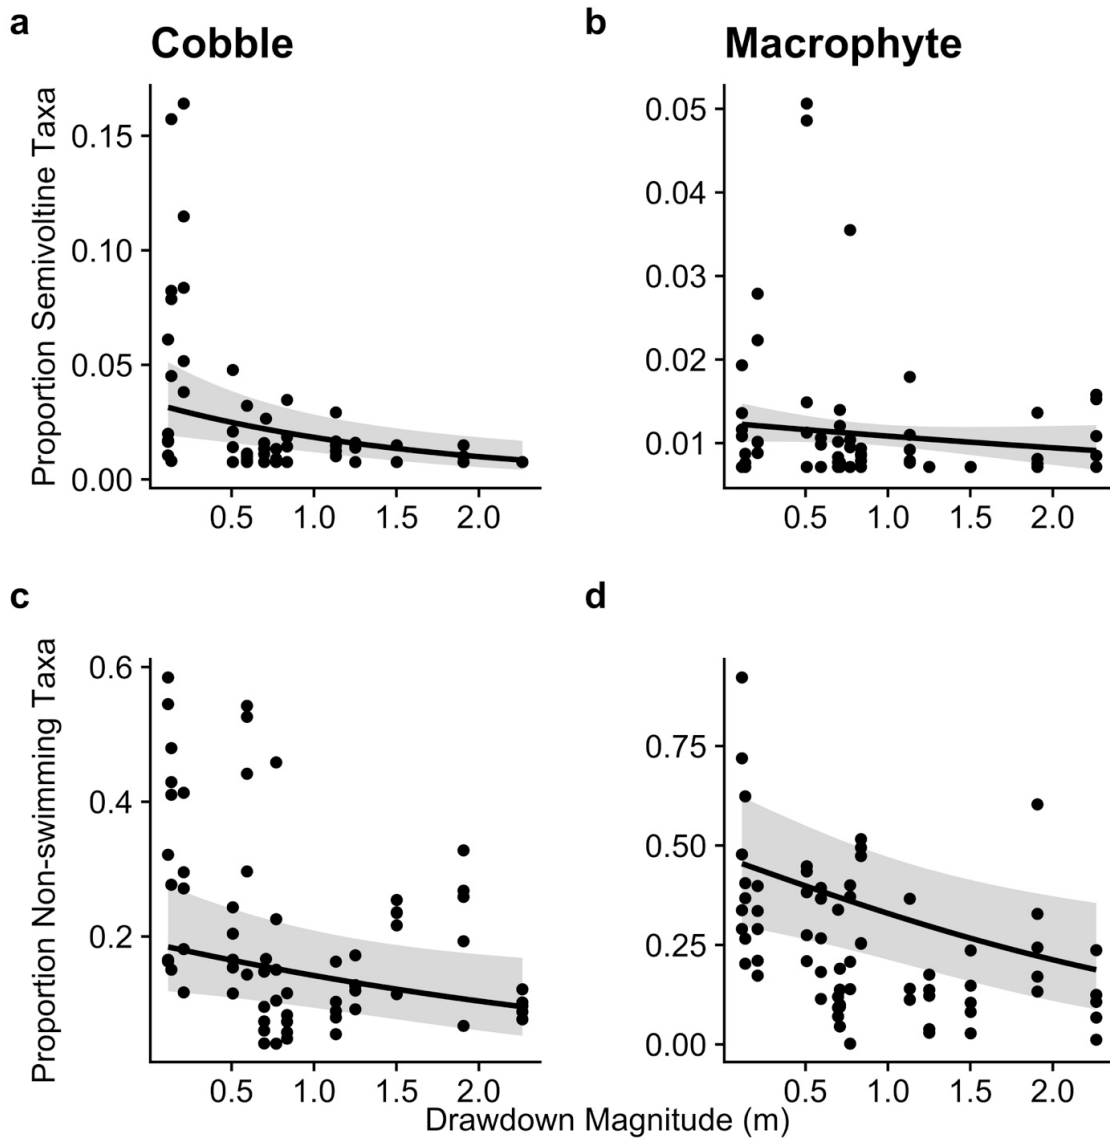 a
Cobble
b
Macrophyte
Proportion Semivoltine Taxa
0.15
0.10
0.05
0.00
0.5 1.0 1.5 2.0
0.05
0.04
0.03
0.02
0.01
0.5 1.0 1.5 2.0
c
d
Proportion Non-swimming Taxa
0.6
0.4
0.2
0.5 1.0 1.5 2.0
0.75
0.50
0.25
0.00
0.5 1.0 1.5 2.0
Drawdown Magnitude (m)